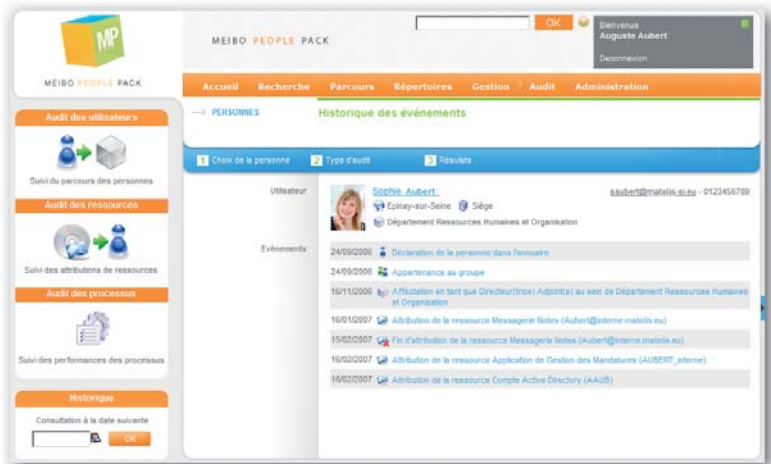 MP
MEIBO PEOPLE PACK
MEIBO PEOPLE PACK
OK
Bienvenue
Auguste Aubert
Deconnexion
Accueil Recherche Parcours Répertoires Gestion Audit Administration
PERSONNES
Historique des événements
1 Choix de la personne 2 Type d'audit 3 Résulats
Audit des utilisateurs
Suivi du parcours des personnes
Audit des ressources
Suivi des attributions de ressources
Audit des processus
Suivi des performances des processus
Historique
Consultation à la date suivante
OK
Utilisateur
Sophie Aubert
saubert@matelis-si.eu - 0123456789
Epinay-sur-Seine Siège
Département Ressources Humaines et Organisation
Evénements
24/09/2006 Déclaration de la personne dans l'annuaire
24/09/2006 Appartenance au groupe
16/11/2006 Affectation en tant que Directeur(trice) Adjoint(e) au sein de Département Ressources Humaines
et Organisation
16/01/2007 Attribution de la ressource Messagerie Notes (Aubert@interne.matelis.eu)
15/02/2007 Fin d'attribution de la ressource Messagerie Notes (Aubert@interne.matelis.eu)
16/02/2007 Attribution de la ressource Application de Gestion des Mandatures (AUBERT_interne)
16/02/2007 Attribution de la ressource Compte Active Directory (AAUB)